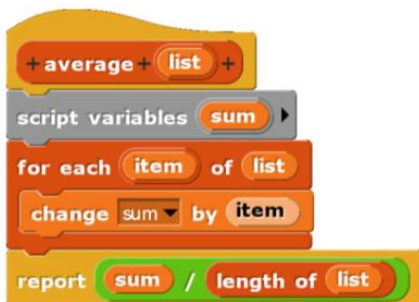 + average + list +
script variables sum
for each item of list
change sum by item
report sum / length of list